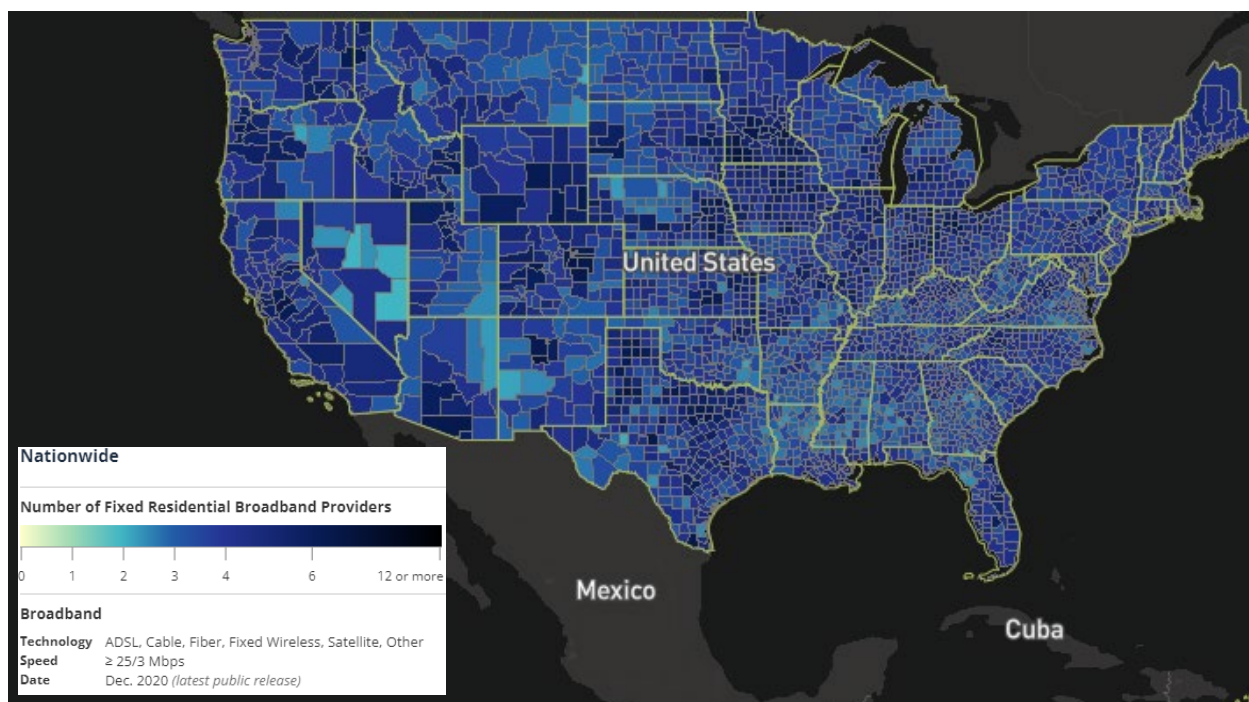 United States
Mexico
Cuba
Nationwide
Number of Fixed Residential Broadband Providers
0 1 2 3 4 6 12 or more
Broadband
Technology ADSL, Cable, Fiber, Fixed Wireless, Satellite, Other
Speed ≥ 25/3 Mbps
Date Dec. 2020 (latest public release)